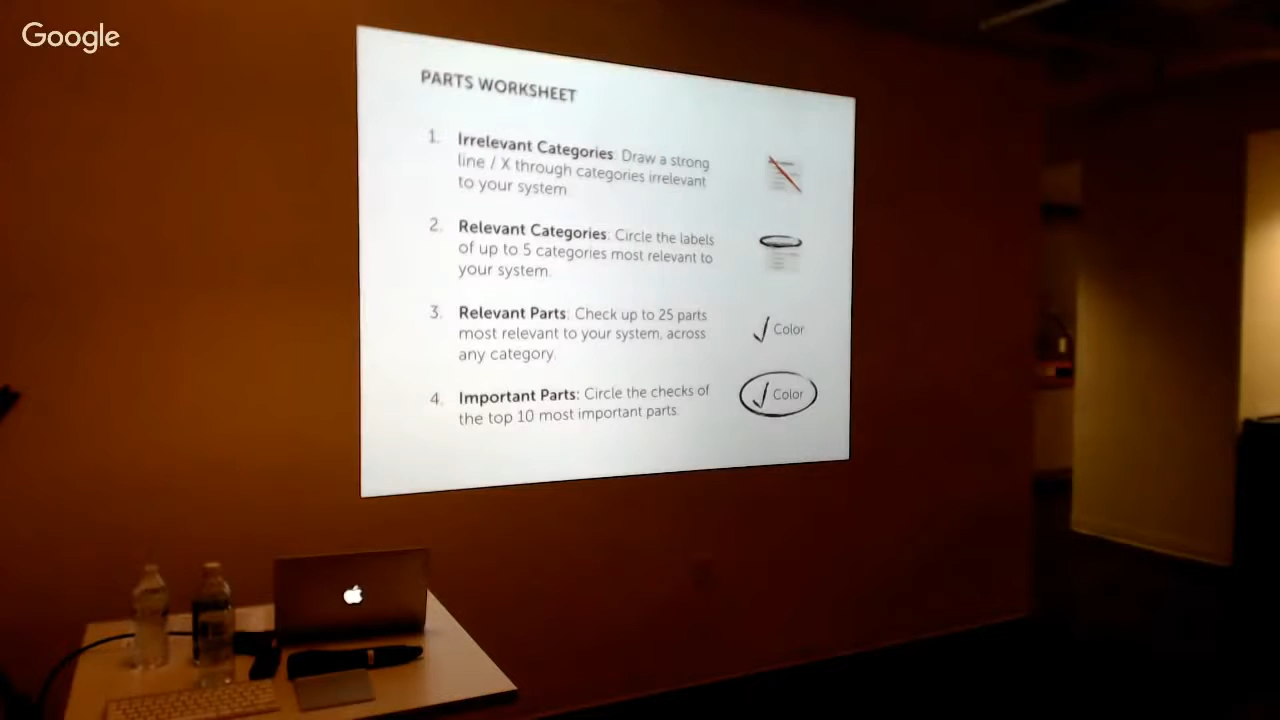 Google
PARTS WORKSHEET
1. Irrelevant Categories: Draw a strong
line / X through categories irrelevant
to your system.
2. Relevant Categories: Circle the labels
of up to 5 categories most relevant to
your system.
3. Relevant Parts: Check up to 25 parts
most relevant to your system, across
any category.
Color
4. Important Parts: Circle the checks of
the top 10 most important parts.
Color